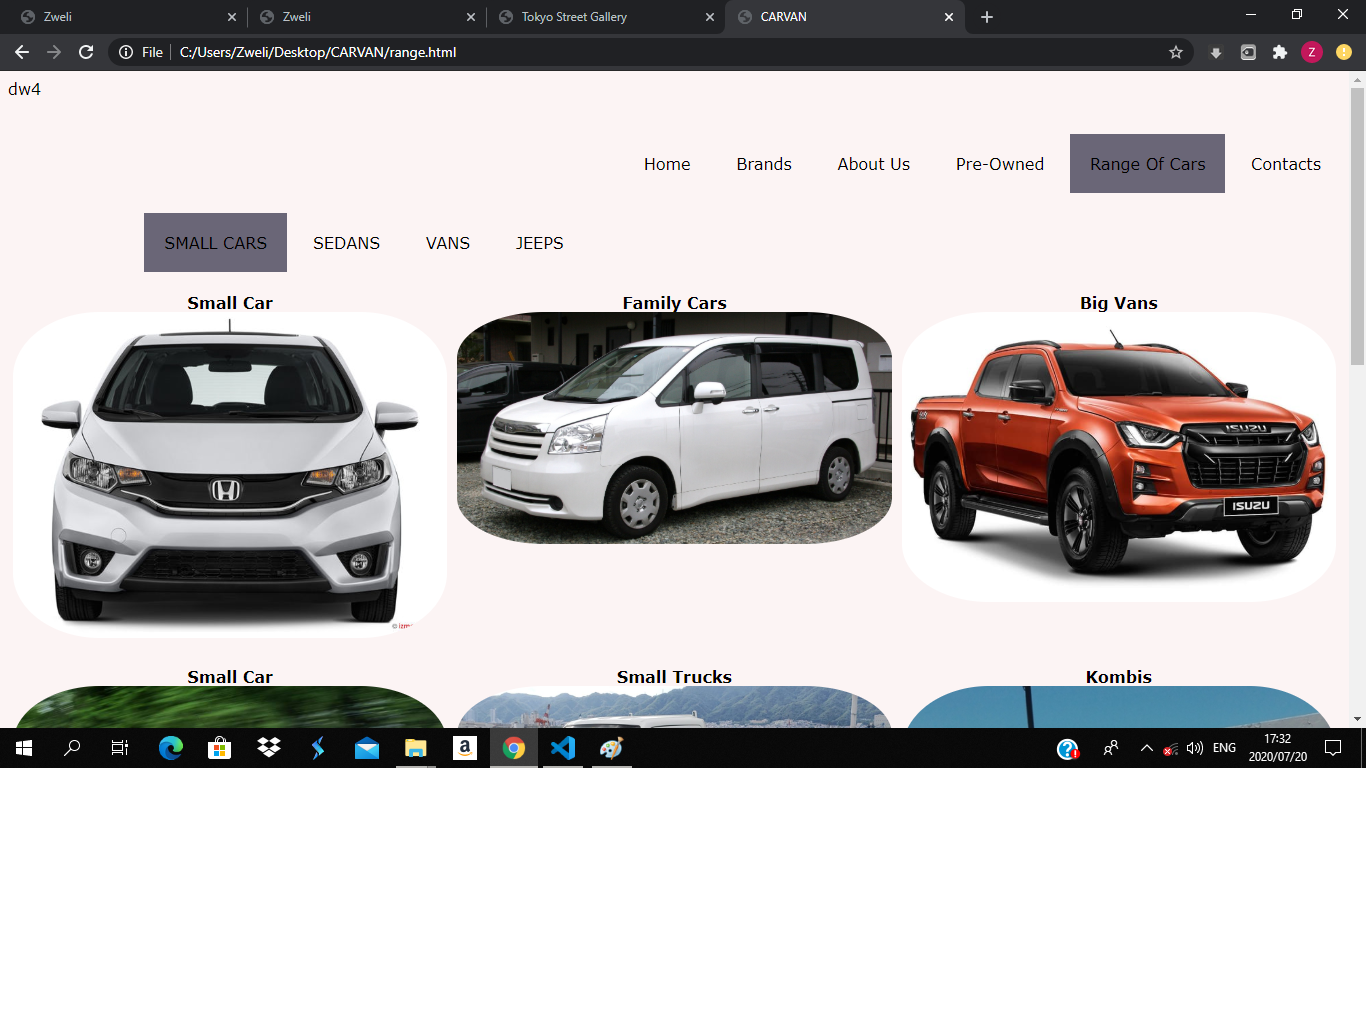 Zweli
Zweli
Tokyo Street Gallery
CARVAN
File C:/Users/Zweli/Desktop/CARVAN/range.html
Z
dw4
Home Brands About Us Pre-Owned Range Of Cars Contacts
SMALL CARS SEDANS VANS JEEPS
Small Car Family Cars Big Vans
ISUZU
ISUZU
© izm
Small Car Small Trucks Kombis
a
ENG
17:32
2020/07/20